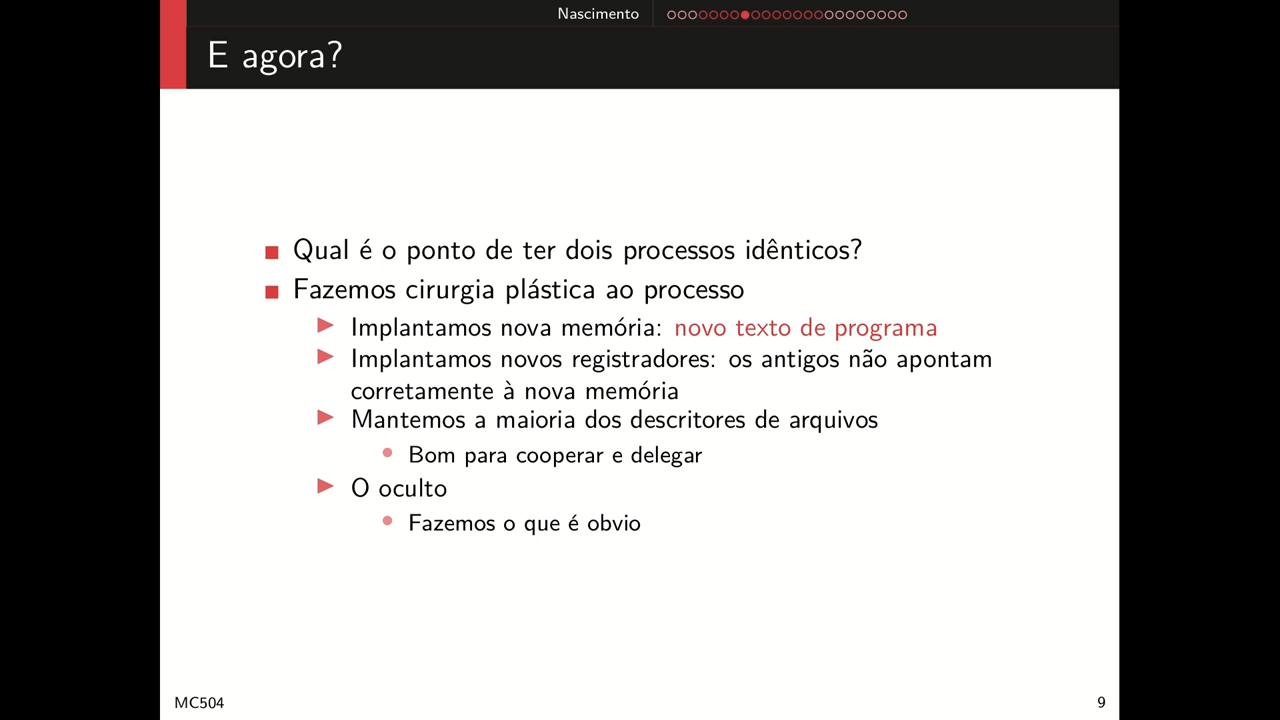 Nascimento
E agora?
Qual é o ponto de ter dois processos idênticos?
Fazemos cirurgia plástica ao processo
Implantamos nova memória: novo texto de programa
Implantamos novos registradores: os antigos não apontam
corretamente à nova memória
Mantemos a maioria dos descritores de arquivos
Bom para cooperar e delegar
O oculto
Fazemos o que é obvio
MC504
9